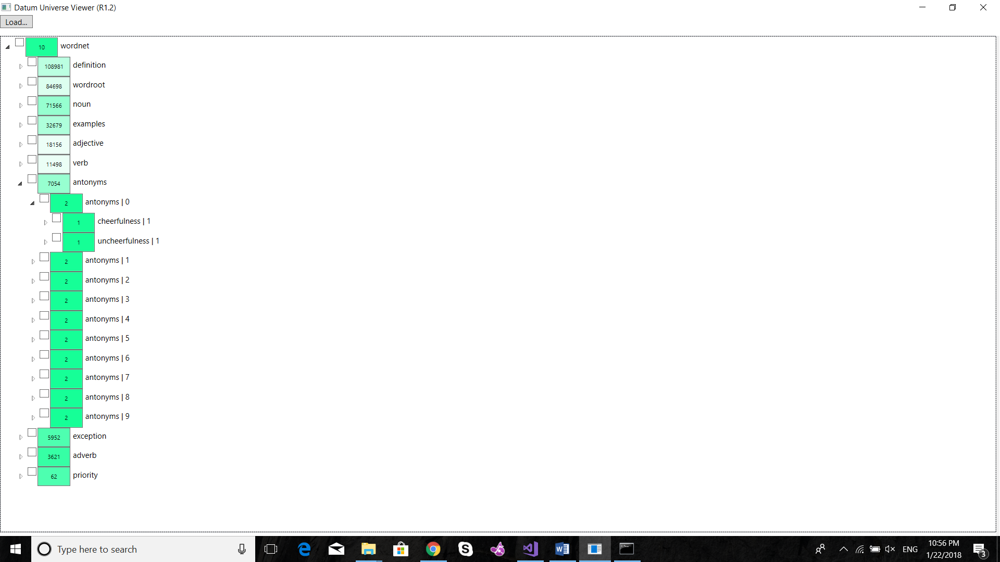 Datum Universe Viewer (R1.2)
Load...
10 wordnet
108981 definition
84698 wordroot
71566 noun
32679 examples
18156 adjective
11498 verb
7054 antonyms
2 antonyms | 0
1 cheerfulness | 1
1 uncheerfulness | 1
2 antonyms | 1
2 antonyms | 2
2 antonyms | 3
2 antonyms | 4
2 antonyms | 5
2 antonyms | 6
2 antonyms | 7
2 antonyms | 8
2 antonyms | 9
5952 exception
3621 adverb
62 priority
Type here to search
ENG
10:56 PM
1/22/2018
3